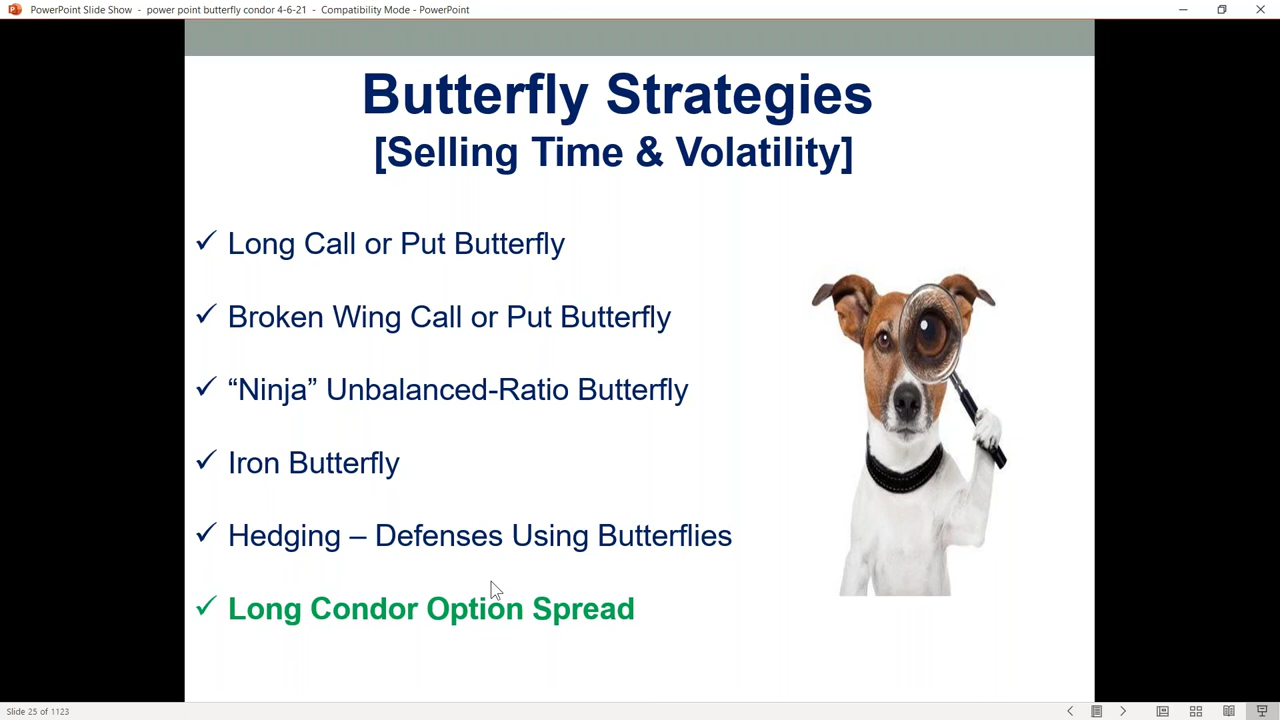 PowerPoint Slide Show - power point butterfly condor 4-6-21 - Compatibility Mode - PowerPoint
Butterfly Strategies
[Selling Time & Volatility]
✓ Long Call or Put Butterfly
✓ Broken Wing Call or Put Butterfly
✓ “Ninja” Unbalanced-Ratio Butterfly
✓ Iron Butterfly
✓ Hedging – Defenses Using Butterflies
✓ Long Condor Option Spread
Slide 25 of 1123